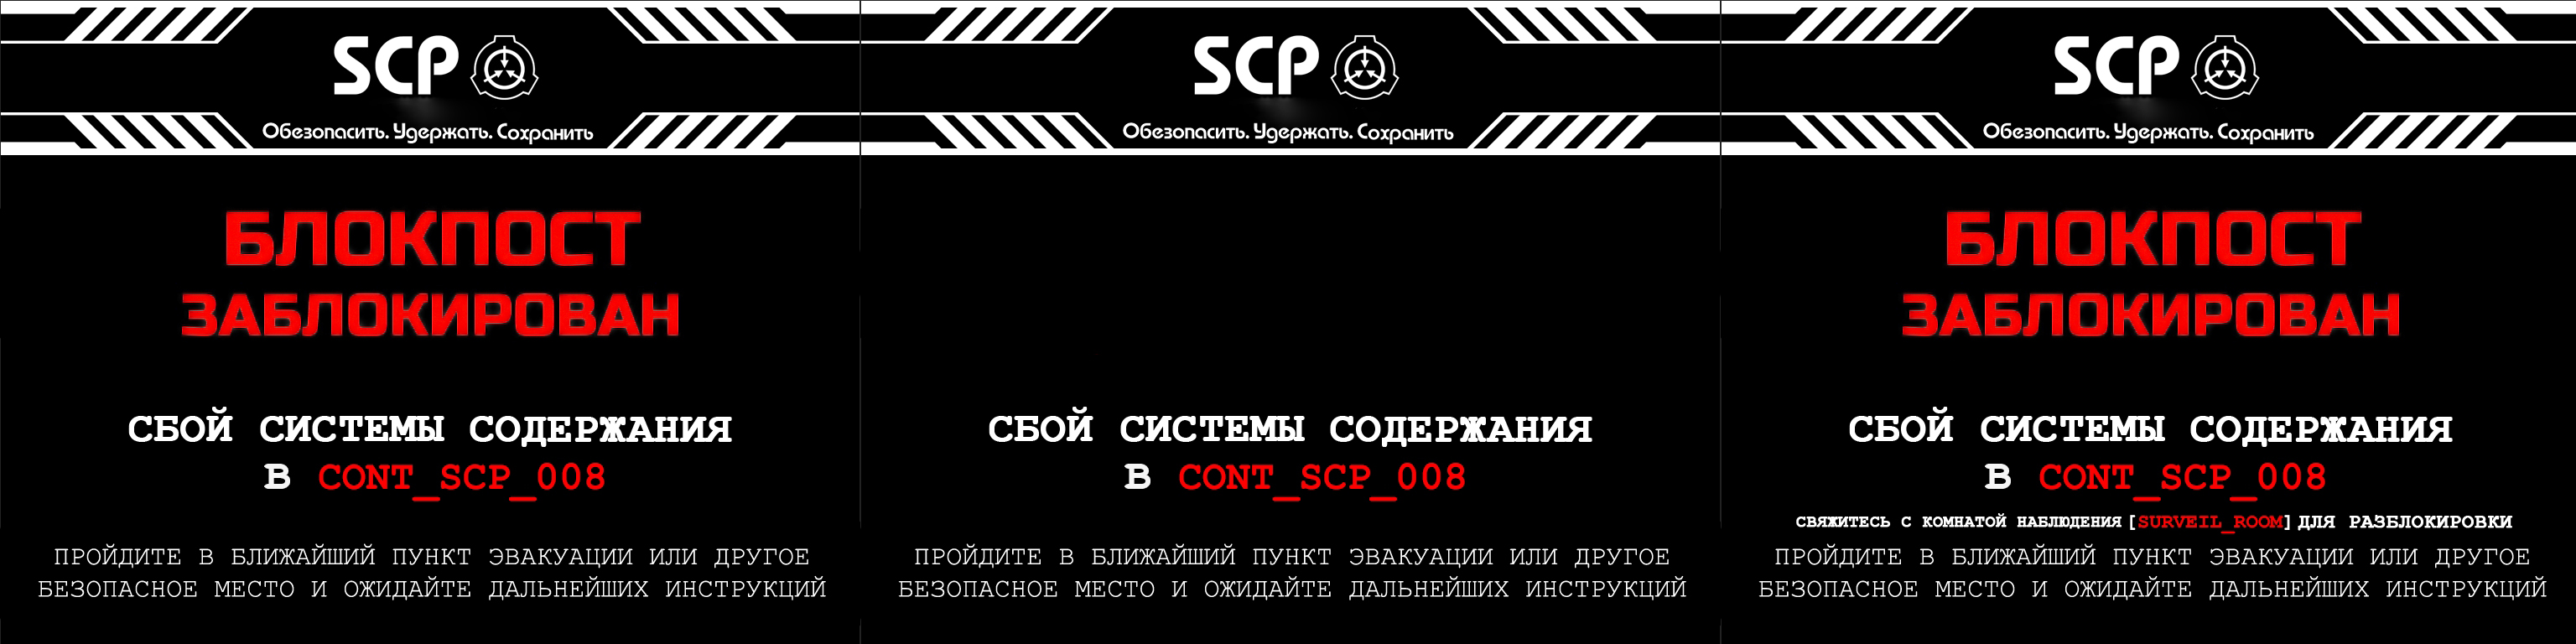 SCP
Обезопасить. Удержать. Сохранить
БЛОКПОСТ
ЗАБЛОКИРОВАН
СБОЙ СИСТЕМЫ СОДЕРЖАНИЯ
В CONT_SCP_008
ПРОЙДИТЕ В БЛИЖАЙШИЙ ПУНКТ ЭВАКУАЦИИ ИЛИ ДРУГОЕ
БЕЗОПАСНОЕ МЕСТО И ОЖИДАЙТЕ ДАЛЬНЕЙШИХ ИНСТРУКЦИЙ
SCP
Обезопасить. Удержать. Сохранить
СБОЙ СИСТЕМЫ СОДЕРЖАНИЯ
В CONT_SCP_008
ПРОЙДИТЕ В БЛИЖАЙШИЙ ПУНКТ ЭВАКУАЦИИ ИЛИ ДРУГОЕ
БЕЗОПАСНОЕ МЕСТО И ОЖИДАЙТЕ ДАЛЬНЕЙШИХ ИНСТРУКЦИЙ
SCP
Обезопасить. Удержать. Сохранить
БЛОКПОСТ
ЗАБЛОКИРОВАН
СБОЙ СИСТЕМЫ СОДЕРЖАНИЯ
В CONT_SCP_008
СВЯЖИТЕСЬ С КОМНАТОЙ НАБЛЮДЕНИЯ [SURVEIL_ROOM] ДЛЯ РАЗБЛОКИРОВКИ
ПРОЙДИТЕ В БЛИЖАЙШИЙ ПУНКТ ЭВАКУАЦИИ ИЛИ ДРУГОЕ
БЕЗОПАСНОЕ МЕСТО И ОЖИДАЙТЕ ДАЛЬНЕЙШИХ ИНСТРУКЦИЙ